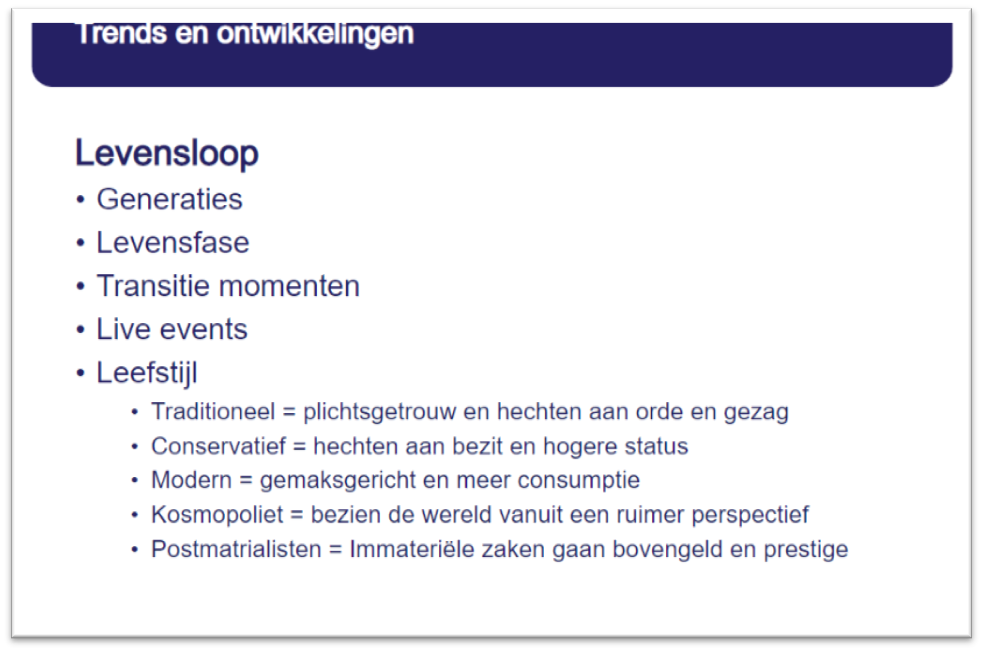 Trends en ontwikkelingen
Levensloop
• Generaties
• Levensfase
• Transitie momenten
• Live events
• Leefstijl
• Traditioneel = plichtsgetrouw en hechten aan orde en gezag
• Conservatief = hechten aan bezit en hogere status
• Modern = gemaksgericht en meer consumptie
• Kosmopoliet = bezien de wereld vanuit een ruimer perspectief
• Postmatrialisten = Immateriële zaken gaan bovengeld en prestige